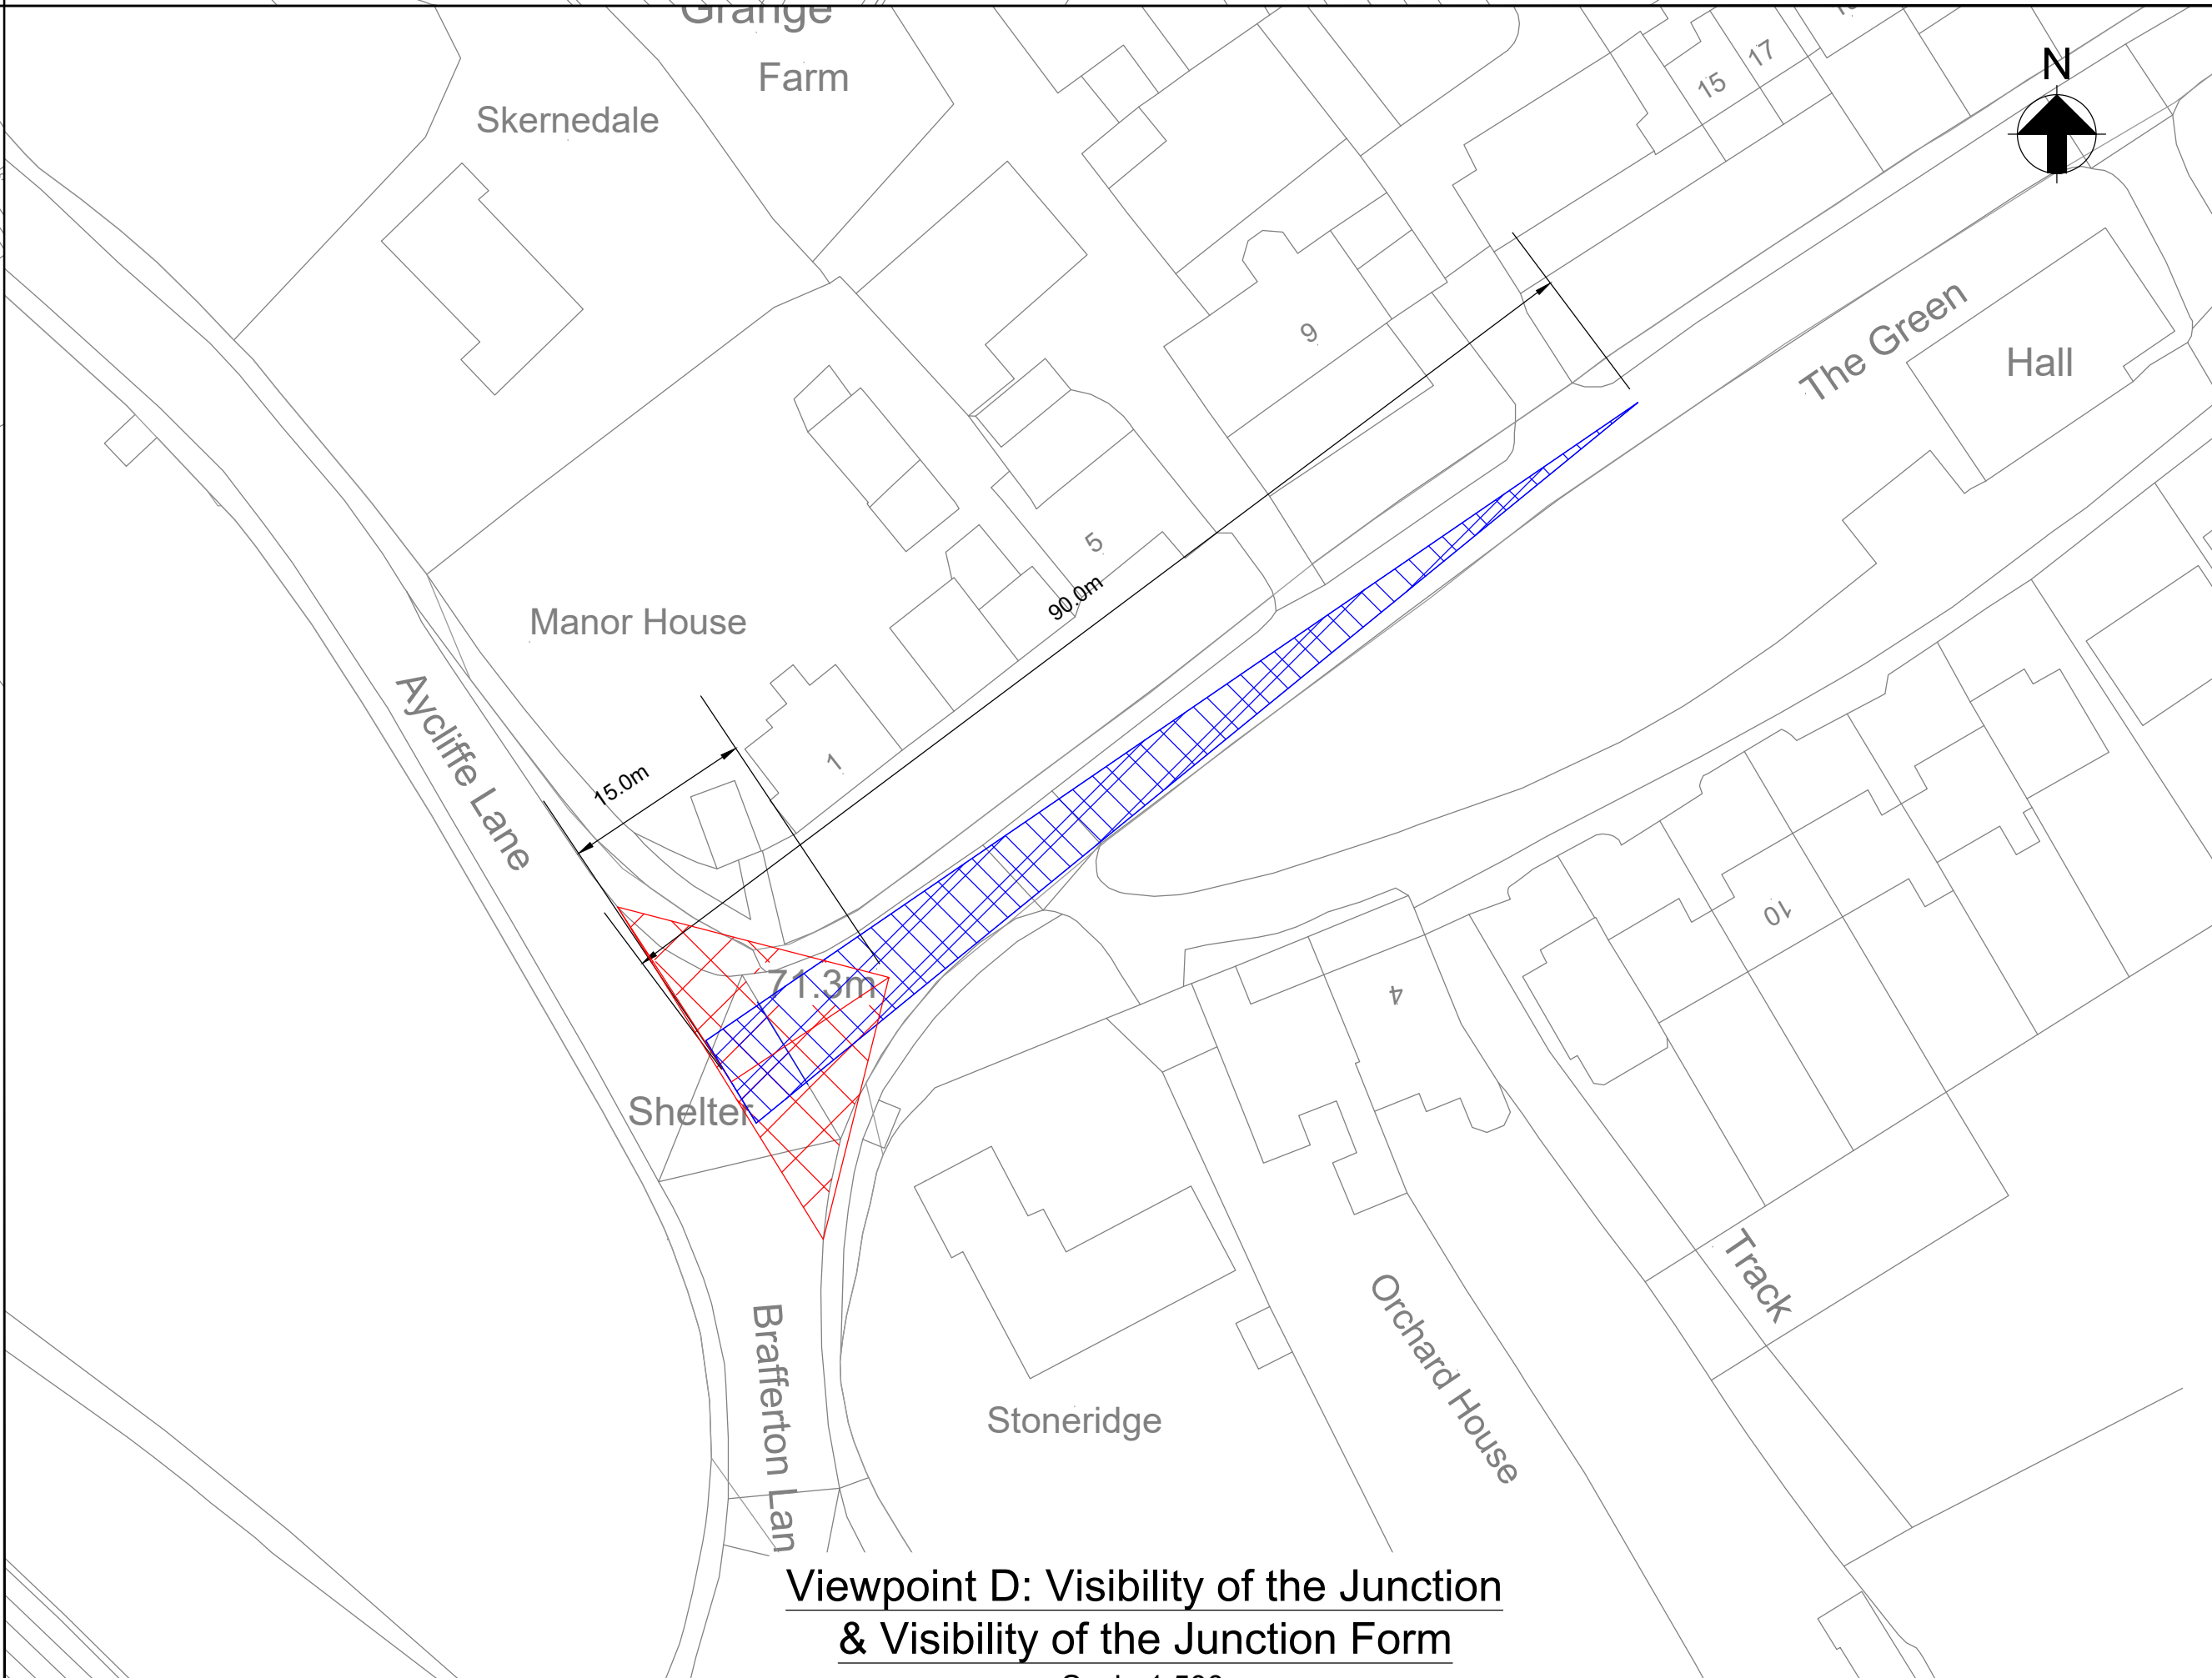 Grange
Farm
Skernedale
15
17
N
9
The Green
Hall
5
90.0m
Manor House
Aycliffe Lane
15.0m
1
71.3m
10
4
Shelter
Track
Orchard House
Brafferton Lan
Stoneridge
Viewpoint D: Visibility of the Junction
& Visibility of the Junction Form